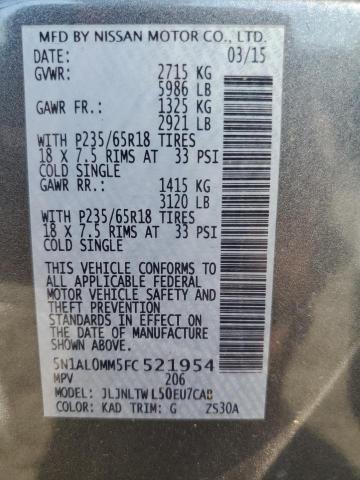 MFD BY NISSAN MOTOR CO., LTD.
DATE: 03/15
GVWR: 2715 KG
5986 LB
GAWR FR.: 1325 KG
2921 LB
WITH P235/65R18 TIRES
18 X 7.5 RIMS AT 33 PSI
COLD SINGLE
GAWR RR.: 1415 KG
3120 LB
WITH P235/65R18 TIRES
18 X 7.5 RIMS AT 33 PSI
COLD SINGLE
THIS VEHICLE CONFORMS TO
ALL APPLICABLE FEDERAL
MOTOR VEHICLE SAFETY AND
THEFT PREVENTION
STANDARDS IN EFFECT ON
THE DATE OF MANUFACTURE
SHOWN ABOVE.
5N1AL0MM5FC521954
MPV 206
MODEL: JLJNLTWL50EU7CAB
COLOR: KAD TRIM: G ZS30A